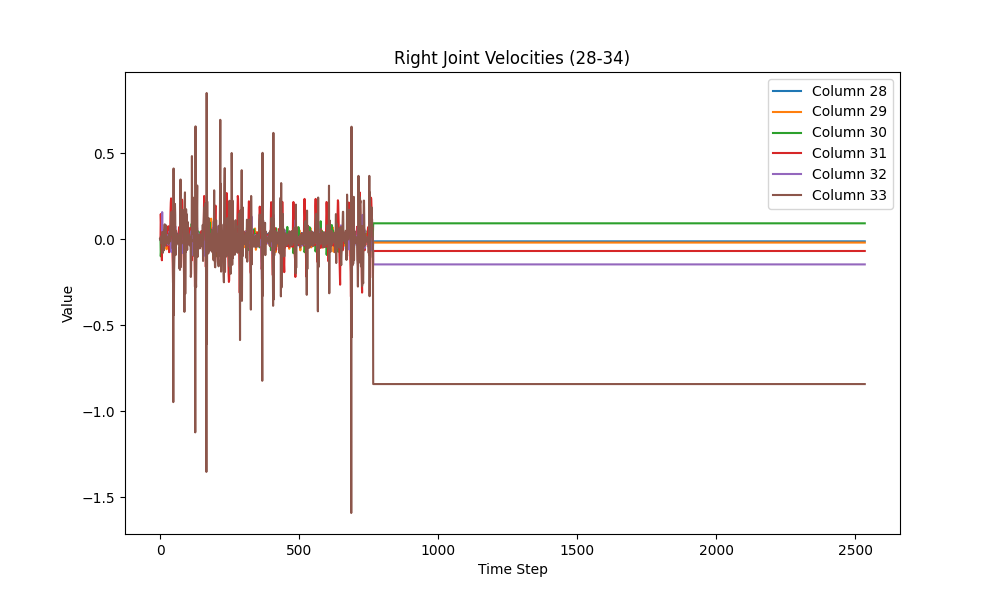 Right Joint Velocities (28-34)
Column 28
Column 29
Column 30
Column 31
Column 32
Column 33
0.5
0.0
−0.5
−1.0
−1.5
Value
0 500 1000 1500 2000 2500
Time Step